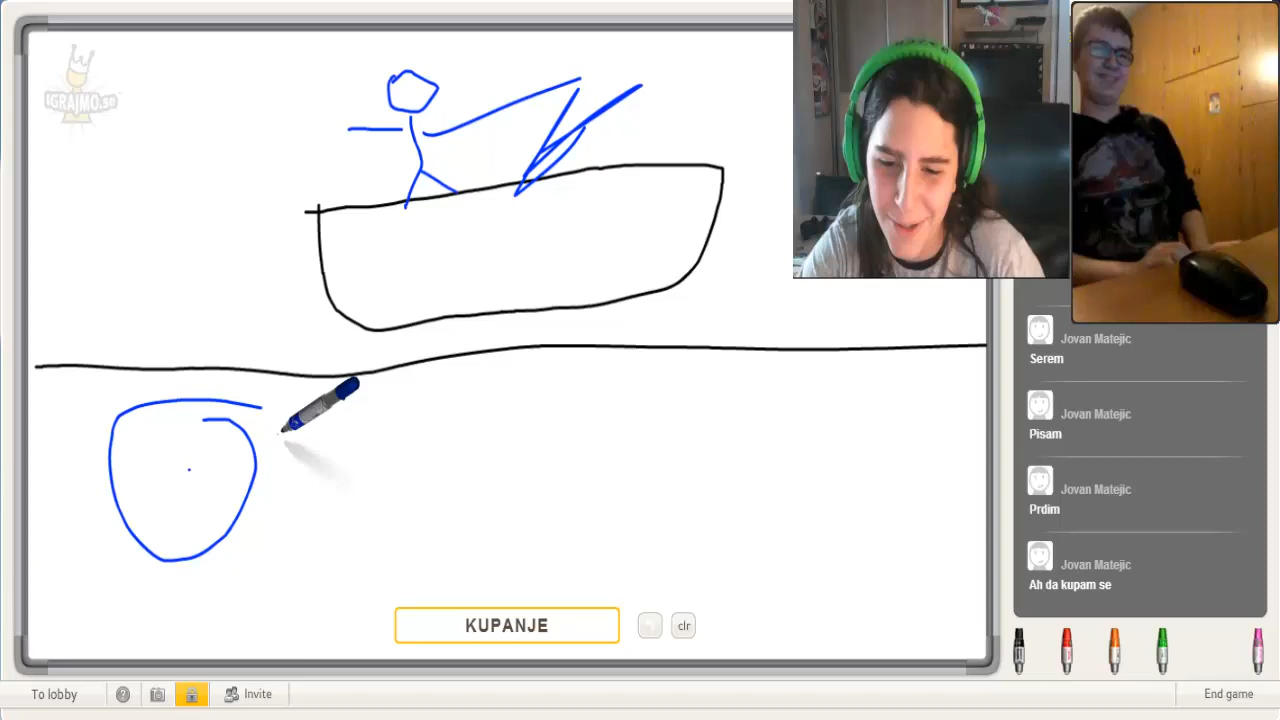 IGRAJMO.se
Jovan Matejic
Serem
Jovan Matejic
Pisam
Jovan Matejic
Prdim
Jovan Matejic
Ah da kupam se
KUPANJE
clr
To lobby
?
Invite
End game